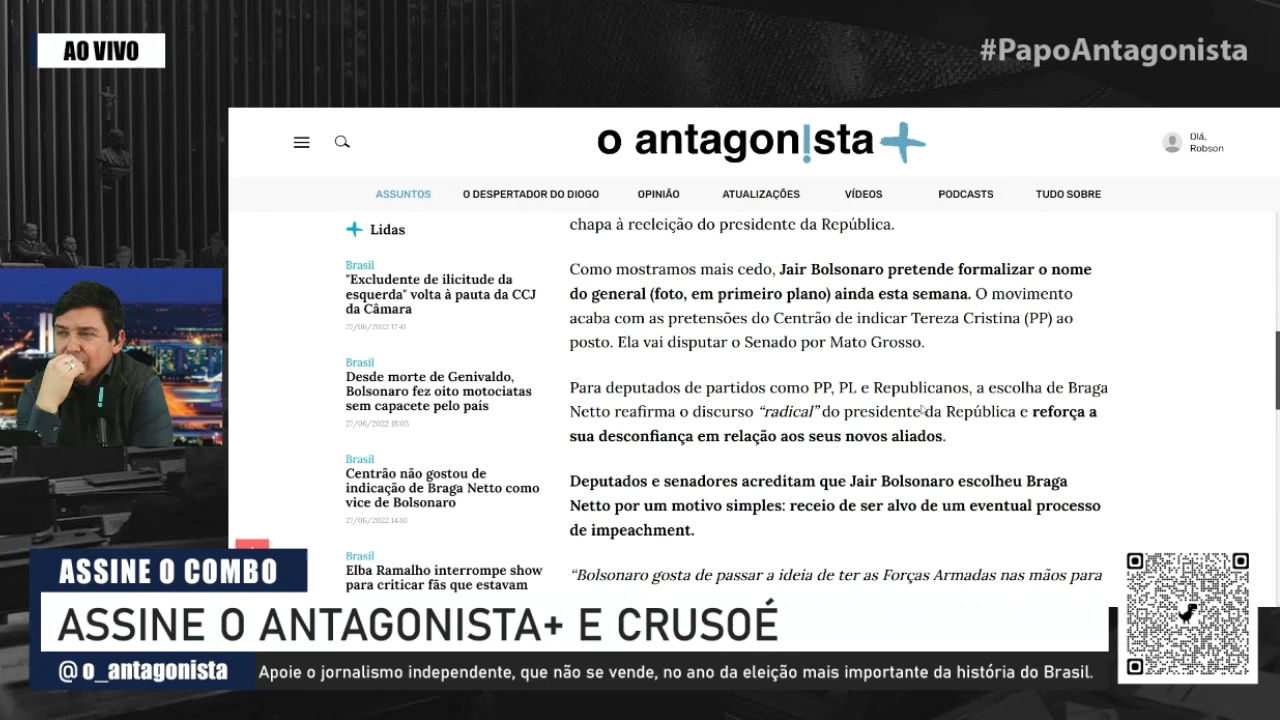 AO VIVO
#PapoAntagonista
o antagon!sta+
Olá,
Robson
ASSUNTOS O DESPERTADOR DO DIOGO OPINIÃO ATUALIZAÇÕES VÍDEOS PODCASTS TUDO SOBRE
Lidas
Brasil
"Excludente de ilicitude da
esquerda" volta à pauta da CCJ
da Câmara
27/06/2022 17:41
Brasil
Desde morte de Genivaldo,
Bolsonaro fez oito motociatas
sem capacete pelo país
27/06/2022 18:03
Brasil
Centrão não gostou de
indicação de Braga Netto como
vice de Bolsonaro
27/06/2022 14:10
Brasil
Elba Ramalho interrompe show
para criticar fãs que estavam
chapa à reeleição do presidente da República.
Como mostramos mais cedo, Jair Bolsonaro pretende formalizar o nome
do general (foto, em primeiro plano) ainda esta semana. O movimento
acaba com as pretensões do Centrão de indicar Tereza Cristina (PP) ao
posto. Ela vai disputar o Senado por Mato Grosso.
Para deputados de partidos como PP, PL e Republicanos, a escolha de Braga
Netto reafirma o discurso “radical” do presidente da República e reforça a
sua desconfiança em relação aos seus novos aliados.
Deputados e senadores acreditam que Jair Bolsonaro escolheu Braga
Netto por um motivo simples: receio de ser alvo de um eventual processo
de impeachment.
“Bolsonaro gosta de passar a ideia de ter as Forças Armadas nas mãos para
ASSINE O COMBO
ASSINE O ANTAGONISTA+ E CRUSOÉ
@o_antagonista
Apoie o jornalismo independente, que não se vende, no ano da eleição mais importante da história do Brasil.